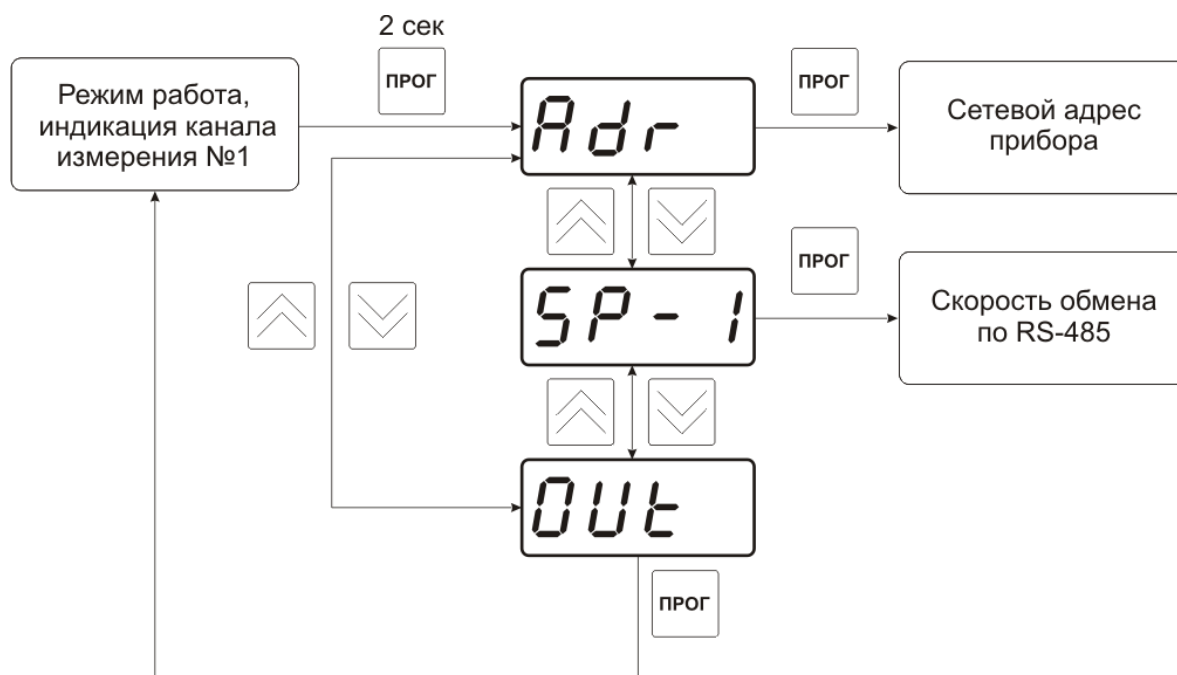 2 сек
ПРОГ
Режим работа,
индикация канала
измерения №1
Adr
ПРОГ
Сетевой адрес
прибора
SP-1
ПРОГ
Скорость обмена
по RS-485
OUt
ПРОГ